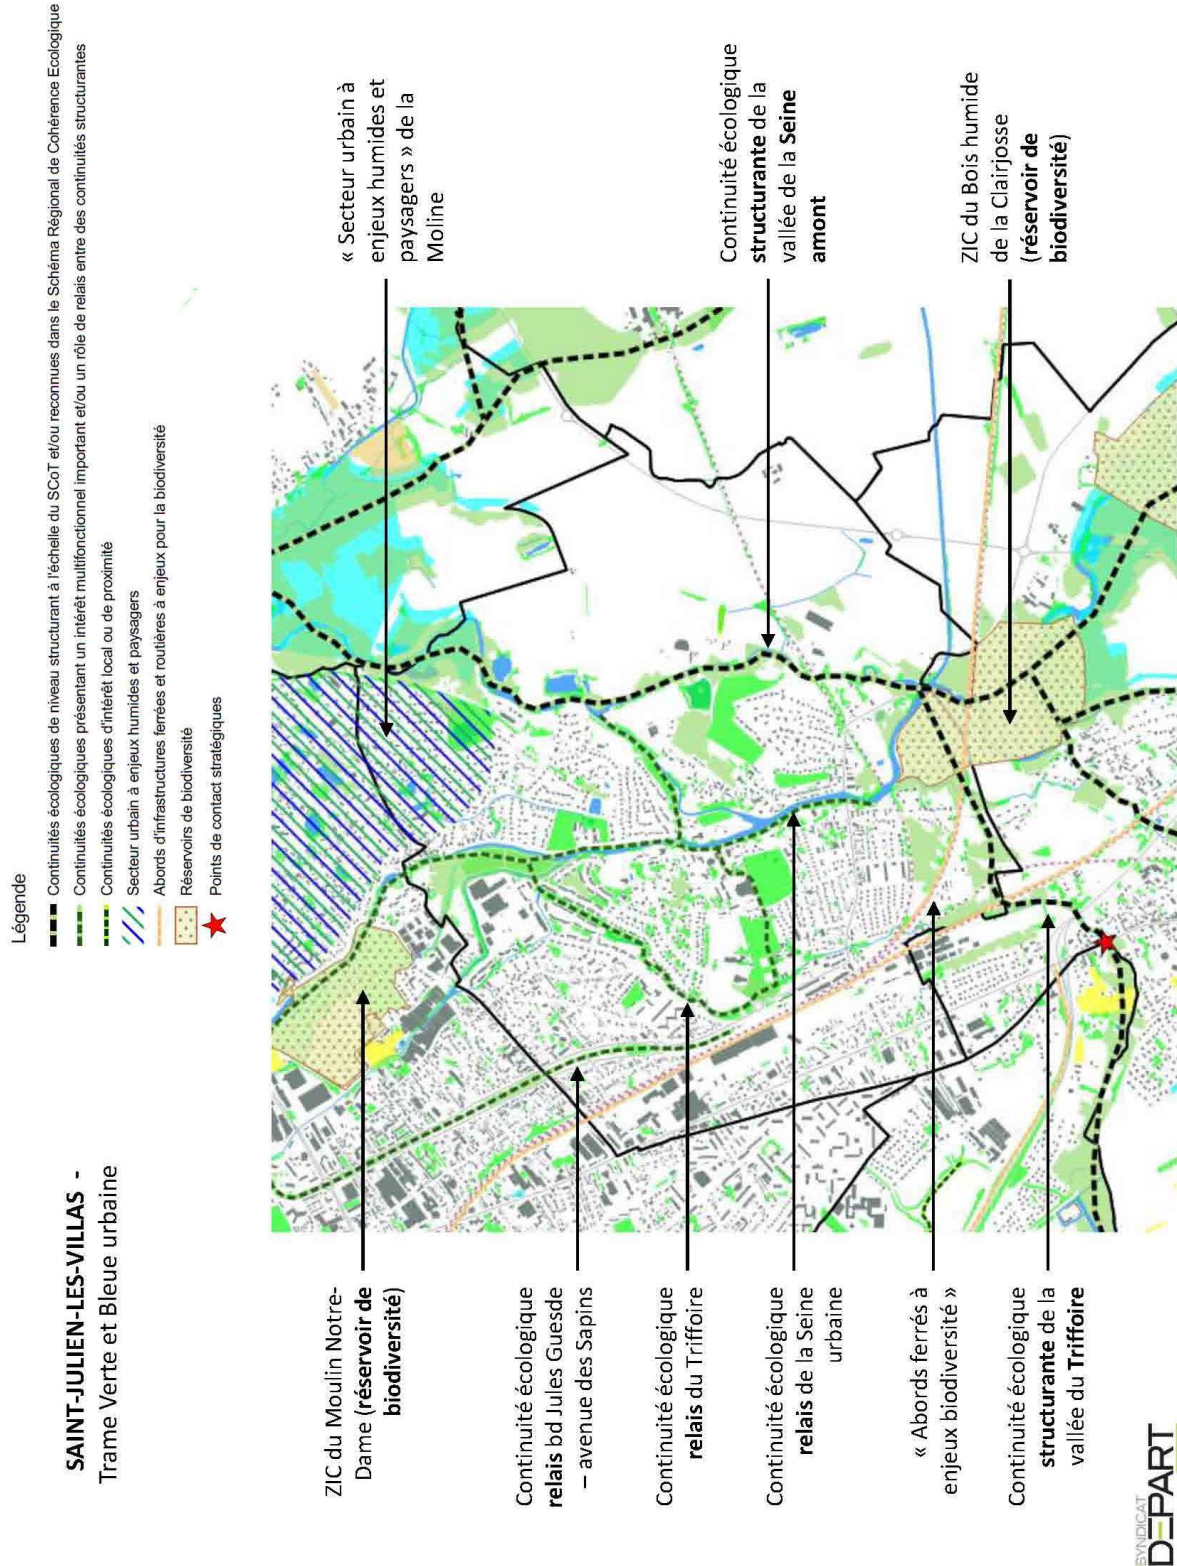 SAINT-JULIEN-LES-VILLAS -
Trame Verte et Bleue urbaine
Légende
Continuités écologiques de niveau structurant à l'échelle du SCoT et/ou reconnues dans le Schéma Régional de Cohérence Ecologique
Continuités écologiques présentant un intérêt multifonctionnel important et/ou un rôle de relais entre des continuités structurantes
Continuités écologiques d'intérêt local ou de proximité
Secteur urbain à enjeux humides et paysagers
Abords d'infrastructures ferrées et routières à enjeux pour la biodiversité
Réservoirs de biodiversité
Points de contact stratégiques
ZIC du Moulin Notre-
Dame (réservoir de
biodiversité)
Continuité écologique
relais bd Jules Guesde
– avenue des Sapins
Continuité écologique
relais du Triffoire
Continuité écologique
relais de la Seine
urbaine
« Abords ferrés à
enjeux biodiversité »
Continuité écologique
structurante de la
vallée du Triffoire
« Secteur urbain à
enjeux humides et
paysagers » de la
Moline
Continuité écologique
structurante de la
vallée de la Seine
amont
ZIC du Bois humide
de la Clairjosse
(réservoir de
biodiversité)
SYNDICAT
DEPART